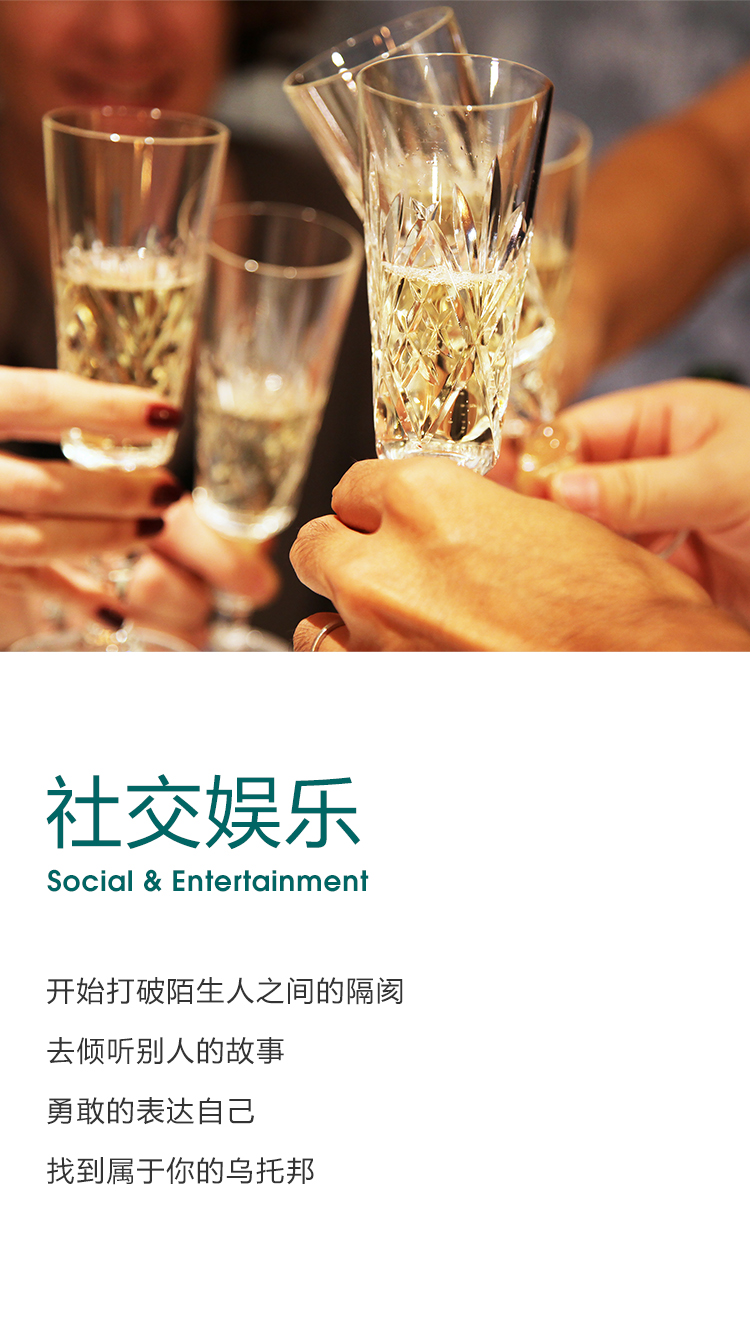 社交娱乐
Social & Entertainment
开始打破陌生人之间的隔阂
去倾听别人的故事
勇敢的表达自己
找到属于你的乌托邦